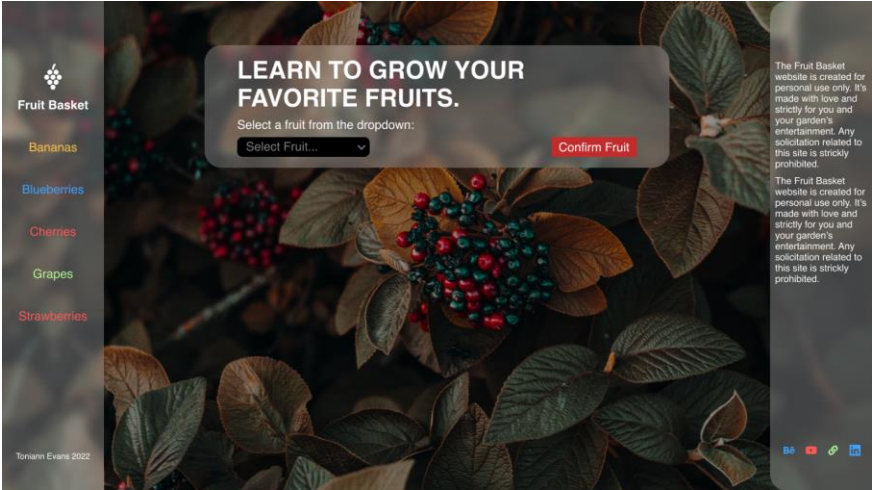 Fruit Basket
Bananas
Blueberries
Cherries
Grapes
Strawberries
Toniann Evans 2022
LEARN TO GROW YOUR
FAVORITE FRUITS.
Select a fruit from the dropdown:
Select Fruit...
Confirm Fruit
The Fruit Basket
website is created for
personal use only. It's
made with love and
strictly for you and
your garden's
entertainment. Any
solicitation related to
this site is strickly
prohibited.
The Fruit Basket
website is created for
personal use only. It's
made with love and
strictly for you and
your garden's
entertainment. Any
solicitation related to
this site is strickly
prohibited.
Bē
in